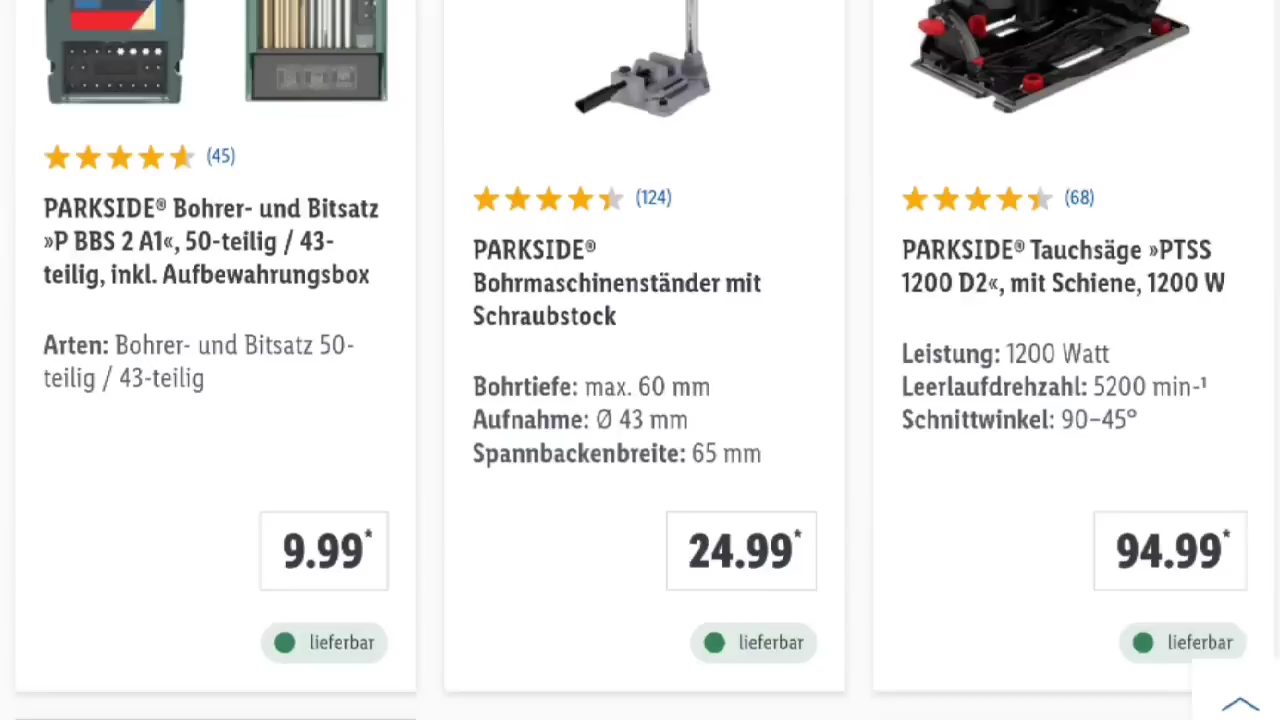 (45)
PARKSIDE® Bohrer- und Bitsatz
»P BBS 2 A1«, 50-teilig / 43-
teilig, inkl. Aufbewahrungsbox
Arten: Bohrer- und Bitsatz 50-
teilig / 43-teilig
9.99*
lieferbar
(124)
PARKSIDE®
Bohrmaschinenständer mit
Schraubstock
Bohrtiefe: max. 60 mm
Aufnahme: Ø 43 mm
Spannbackenbreite: 65 mm
24.99*
lieferbar
(68)
PARKSIDE® Tauchsäge »PTSS
1200 D2«, mit Schiene, 1200 W
Leistung: 1200 Watt
Leerlaufdrehzahl: 5200 min-¹
Schnittwinkel: 90–45°
94.99*
lieferbar